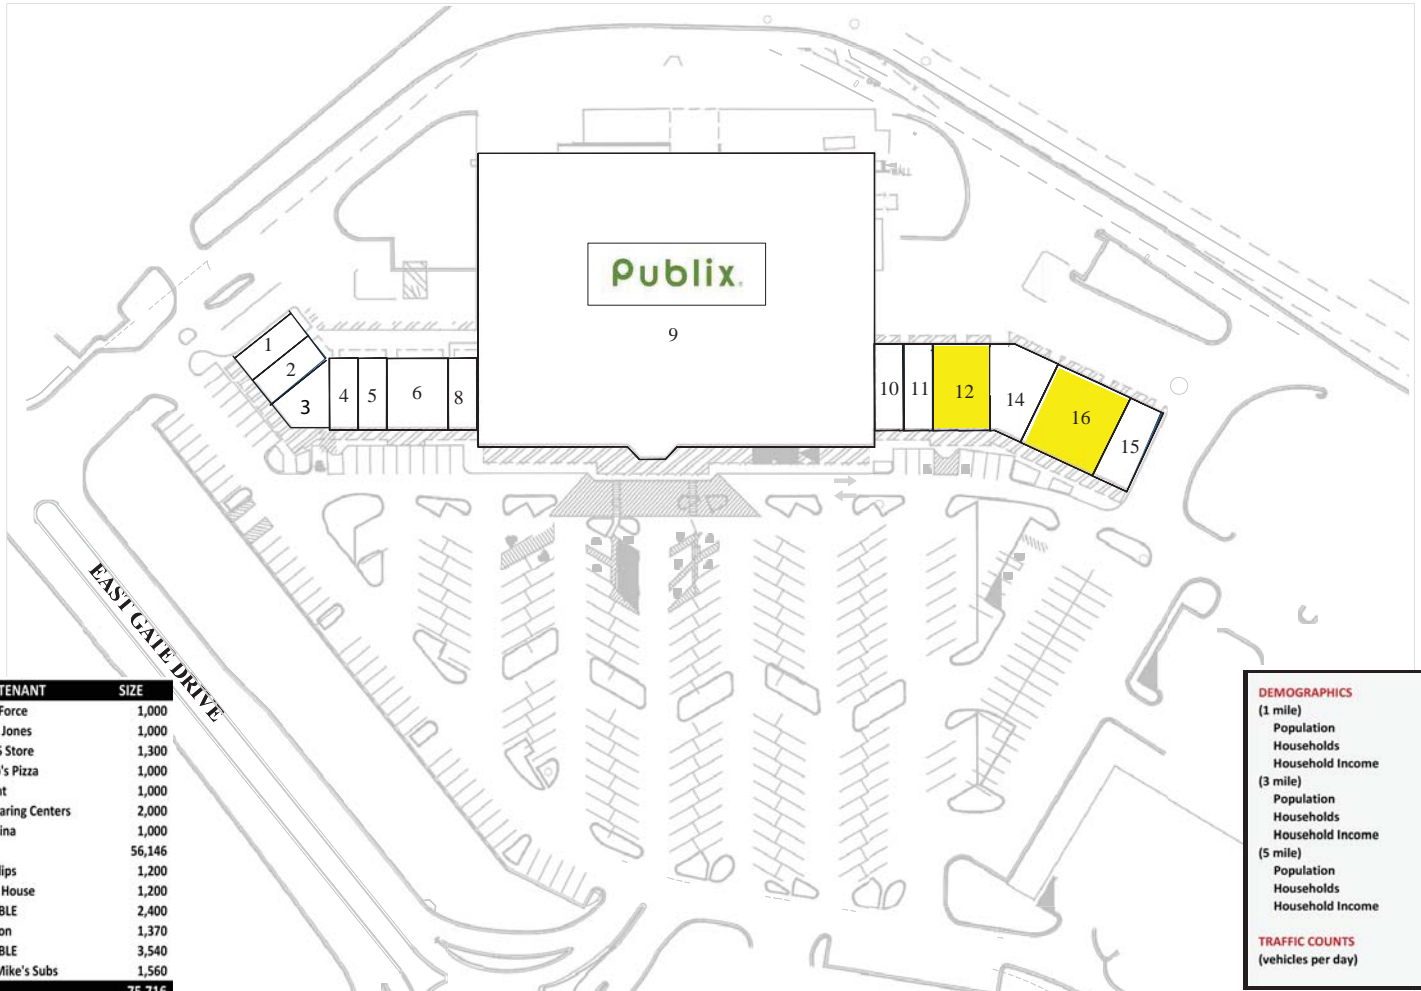 Publix
9
1
2
3
4
5
6
8
10
11
12
14
16
15
EAST GATE DRIVE
TENANT SIZE
Force 1,000
Jones 1,000
S Store 1,300
's Pizza 1,000
nt 1,000
aring Centers 2,000
ina 1,000
56,146
lips 1,200
House 1,200
BLE 2,400
on 1,370
BLE 3,540
Mike's Subs 1,560
75,716
DEMOGRAPHICS
(1 mile)
Population
Households
Household Income
(3 mile)
Population
Households
Household Income
(5 mile)
Population
Households
Household Income
TRAFFIC COUNTS
(vehicles per day)